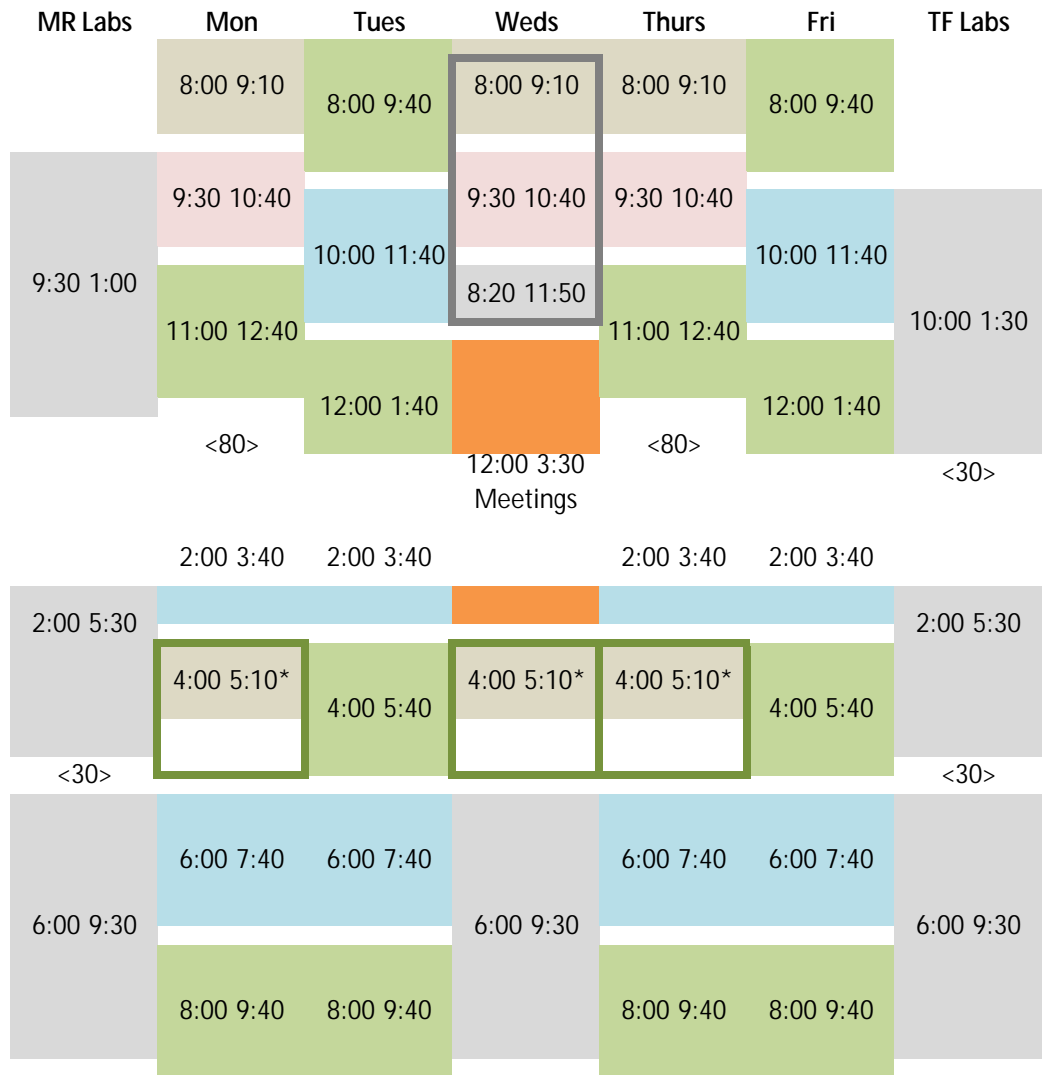 MR Labs Mon Tues Weds Thurs Fri TF Labs
8:00 9:10 8:00 9:40 8:00 9:10 8:00 9:10 8:00 9:40
9:30 10:40 9:30 10:40 9:30 10:40
10:00 11:40 10:00 11:40
9:30 1:00 8:20 11:50
11:00 12:40 11:00 12:40 10:00 1:30
12:00 1:40 12:00 1:40
<80> 12:00 3:30 <80>
Meetings <30>
2:00 3:40 2:00 3:40 2:00 3:40 2:00 3:40
2:00 5:30 2:00 5:30
4:00 5:10* 4:00 5:40 4:00 5:10* 4:00 5:10* 4:00 5:40
<30> <30>
6:00 7:40 6:00 7:40 6:00 7:40 6:00 7:40
6:00 9:30 6:00 9:30 6:00 9:30
8:00 9:40 8:00 9:40 8:00 9:40 8:00 9:40